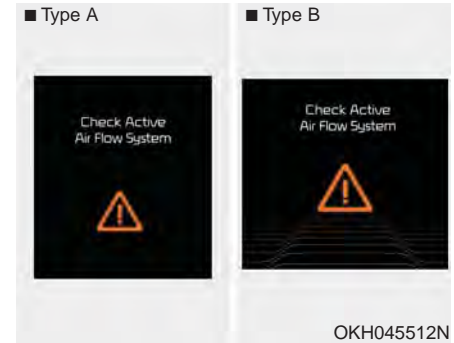 ■ Type A
■ Type B
Check Active
Air Flow System
Check Active
Air Flow System
OKH045512N